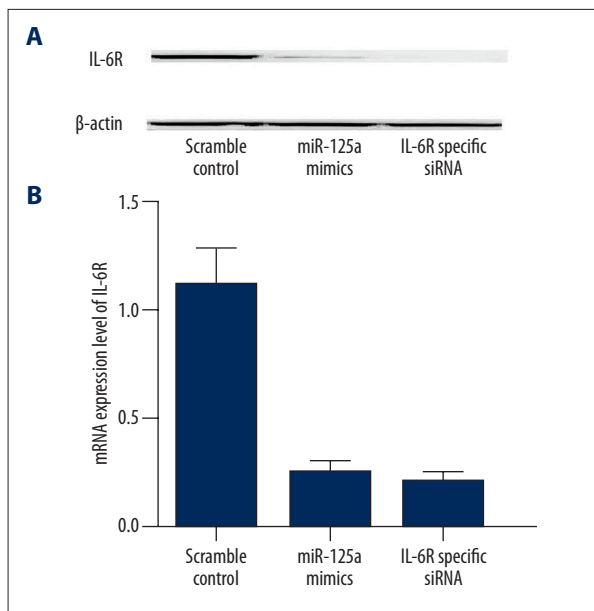 A
IL-6R
β-actin
Scramble
control
miR-125a
mimics
IL-6R specific
siRNA
B
mRNA expression level of IL-6R
1.5
1.0
0.5
0.0
Scramble
control
miR-125a
mimics
IL-6R specific
siRNA